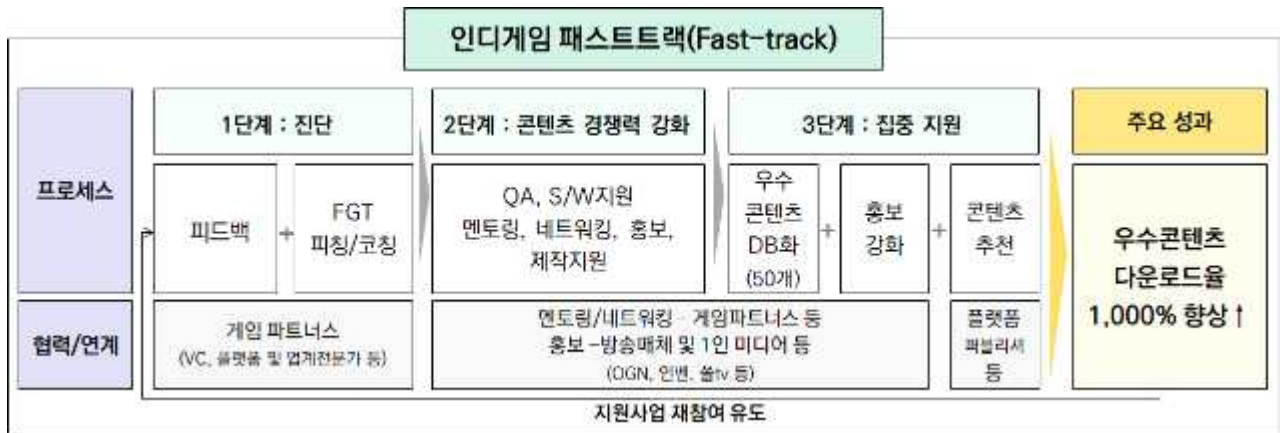 인디게임 패스트트랙(Fast-track)
프로세스
1단계 : 진단
2단계 : 콘텐츠 경쟁력 강화
3단계 : 집중 지원
주요 성과
피드백
+
FGT
피칭/코칭
QA, S/W지원
멘토링, 네트워킹, 홍보,
제작지원
우수
콘텐츠
DB화
(50개)
+
홍보
강화
+
콘텐츠
추천
우수콘텐츠
다운로드율
1,000% 향상↑
협력/연계
게임 파트너스
(VC, 플랫폼 및 업계전문가 등)
멘토링/네트워킹 - 게임파트너스 등
홍보 -방송매체 및 1인 미디어 등
(OGN, 인벤, 쏠tv 등)
플랫폼
퍼블리셔
등
지원사업 재참여 유도